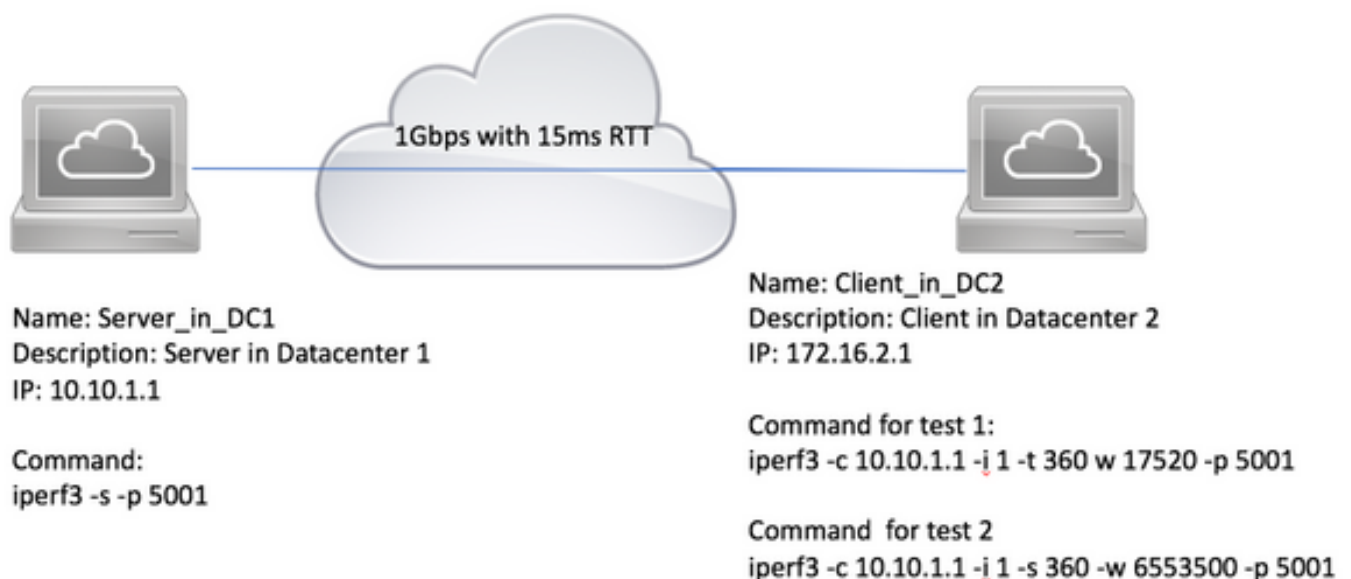 1Gbps with 15ms RTT
Name: Server_in_DC1
Description: Server in Datacenter 1
IP: 10.10.1.1
Command:
iperf3 -s -p 5001
Name: Client_in_DC2
Description: Client in Datacenter 2
IP: 172.16.2.1
Command for test 1:
iperf3 -c 10.10.1.1 -i 1 -t 360 w 17520 -p 5001
Command for test 2
iperf3 -c 10.10.1.1 -i 1 -s 360 -w 6553500 -p 5001